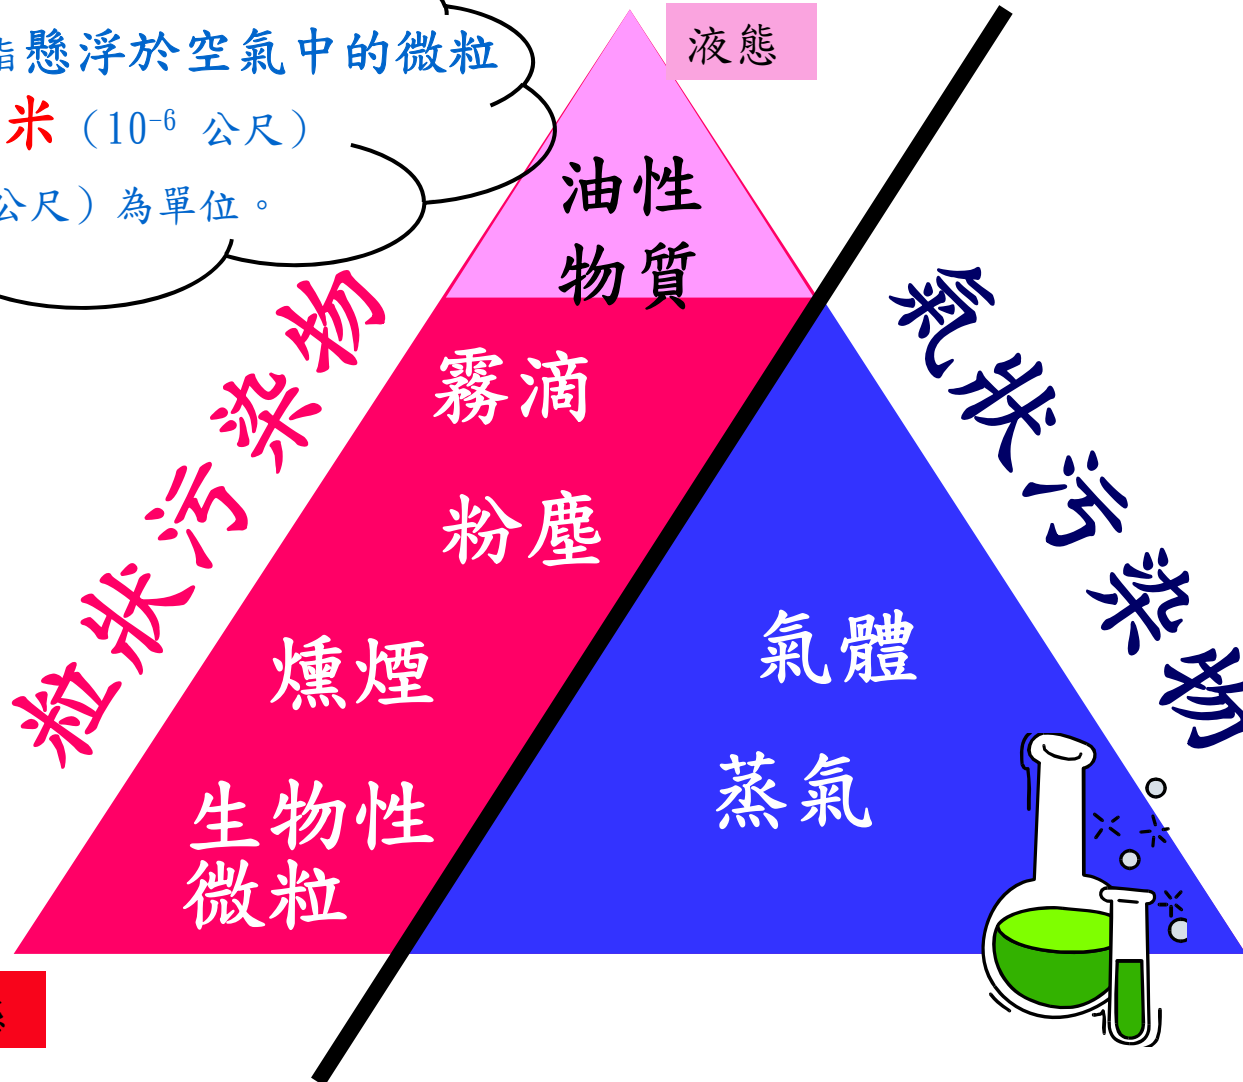 指懸浮於空氣中的微粒
米（10⁻⁶ 公尺）
公尺）為單位。
液態
油性
物質
霧滴
粉塵
燻煙
生物性
微粒
氣體
蒸氣
粒狀污染物
氣狀污染物